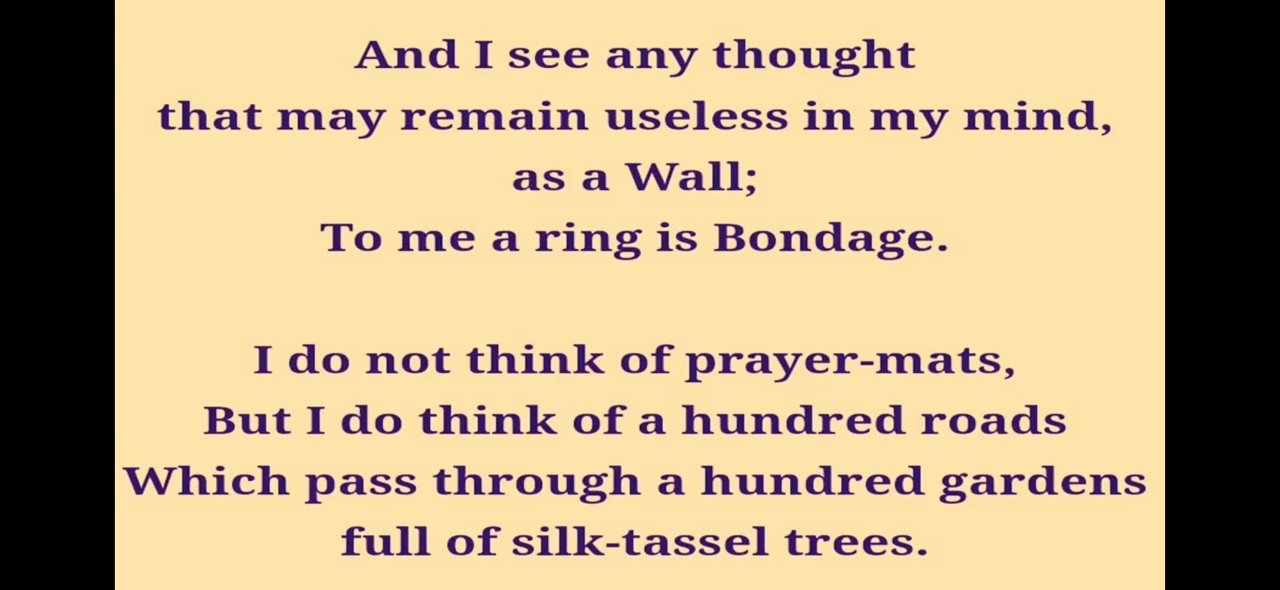 And I see any thought
that may remain useless in my mind,
as a Wall;
To me a ring is Bondage.
I do not think of prayer-mats,
But I do think of a hundred roads
Which pass through a hundred gardens
full of silk-tassel trees.